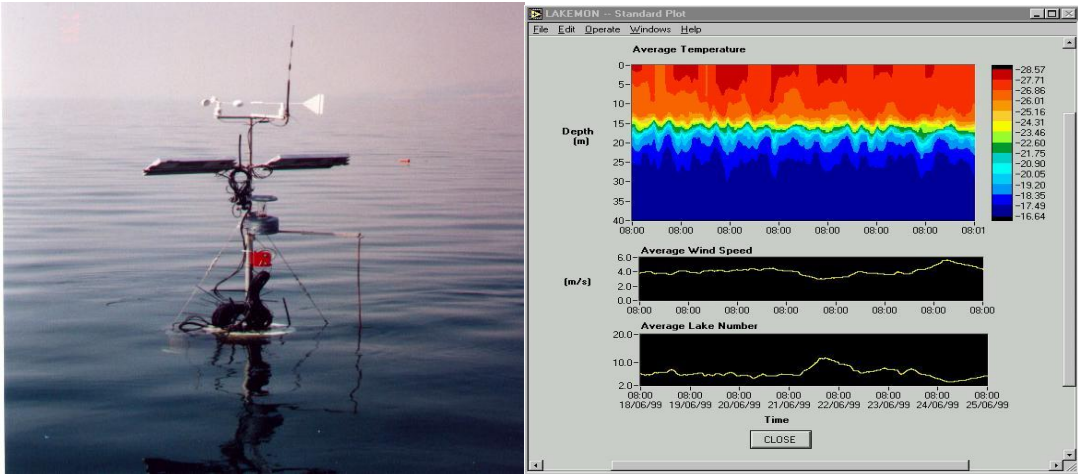 LAKEMON -- Standard Plot
File Edit Operate Windows Help
Average Temperature
Depth
(m)
0
5
10
15
20
25
30
35
40
08:00 08:00 08:00 08:00 08:00 08:00 08:00 08:01
28.57
27.71
26.86
26.01
25.16
24.31
23.46
22.60
21.75
20.90
20.05
19.20
18.35
17.49
16.64
Average Wind Speed
(m/s)
6.0
4.0
2.0
0.0
08:00 08:00 08:00 08:00 08:00 08:00 08:00 08:00
Average Lake Number
20.0
10.0
2.0
08:00 08:00 08:00 08:00 08:00 08:00 08:00 08:00
18/06/99 19/06/99 20/06/99 21/06/99 22/06/99 23/06/99 24/06/99 25/06/99
Time
CLOSE